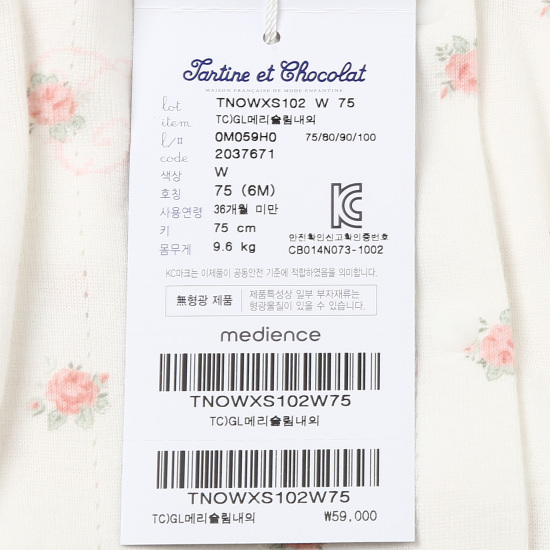 Tartine et Chocolat
MAISON FRANÇAISE DE MODE ENFANTINE
lot TNOWXS102 W 75
item TC)GL메리슬림내의
l/# 0M059H0 75/80/90/100
code 2037671
색상 W
호칭 75 (6M)
사용연령 36개월 미만
키 75 cm
몸무게 9.6 kg
안전확인신고확인증번호
CB014N073-1002
KC마크는 이제품이 공동안전 기준에 적합하였음을 의미합니다.
無형광 제품
제품특성상 일부 부자재류는
형광물질이 있을 수 있습니다.
medience
TNOWXS102W75
TC)GL메리슬림내의
TNOWXS102W75
TC)GL메리슬림내의 ₩59,000